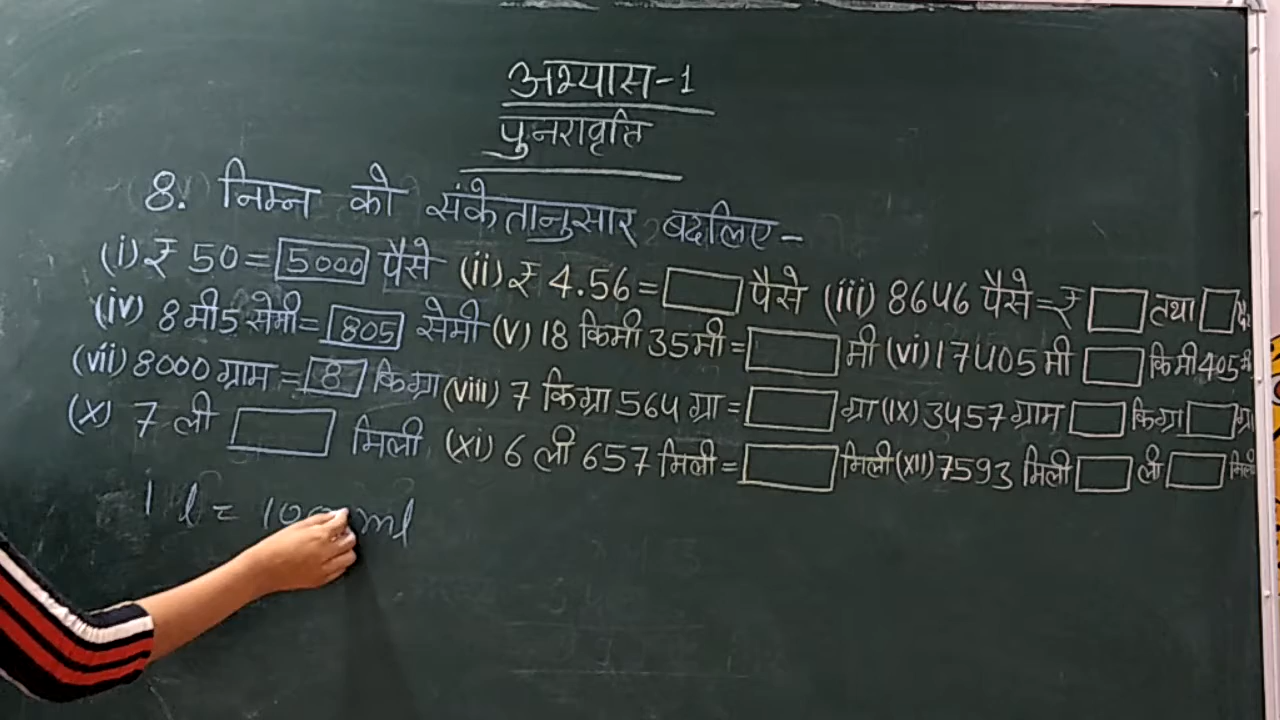 अभ्यास-1
पुनरावृति
8. निम्न को संकेतानुसार बदलिए -
(i) ₹ 50 = 5000 पैसे (ii) ₹ 4.56 = पैसे (iii) 8646 पैसे = ₹ तथा
(iv) 8 मी 5 सेमी = 805 सेमी (v) 18 किमी 35 मी = मी (vi) 17405 मी किमी 405 मी
(vii) 8000 ग्राम = 8 किग्रा (viii) 7 किग्रा 564 ग्रा = ग्रा (ix) 3457 ग्राम किग्रा ग्रा
(x) 7 ली मिली (xi) 6 ली 657 मिली = मिली (xii) 7593 मिली ली मिली
1 l = ml